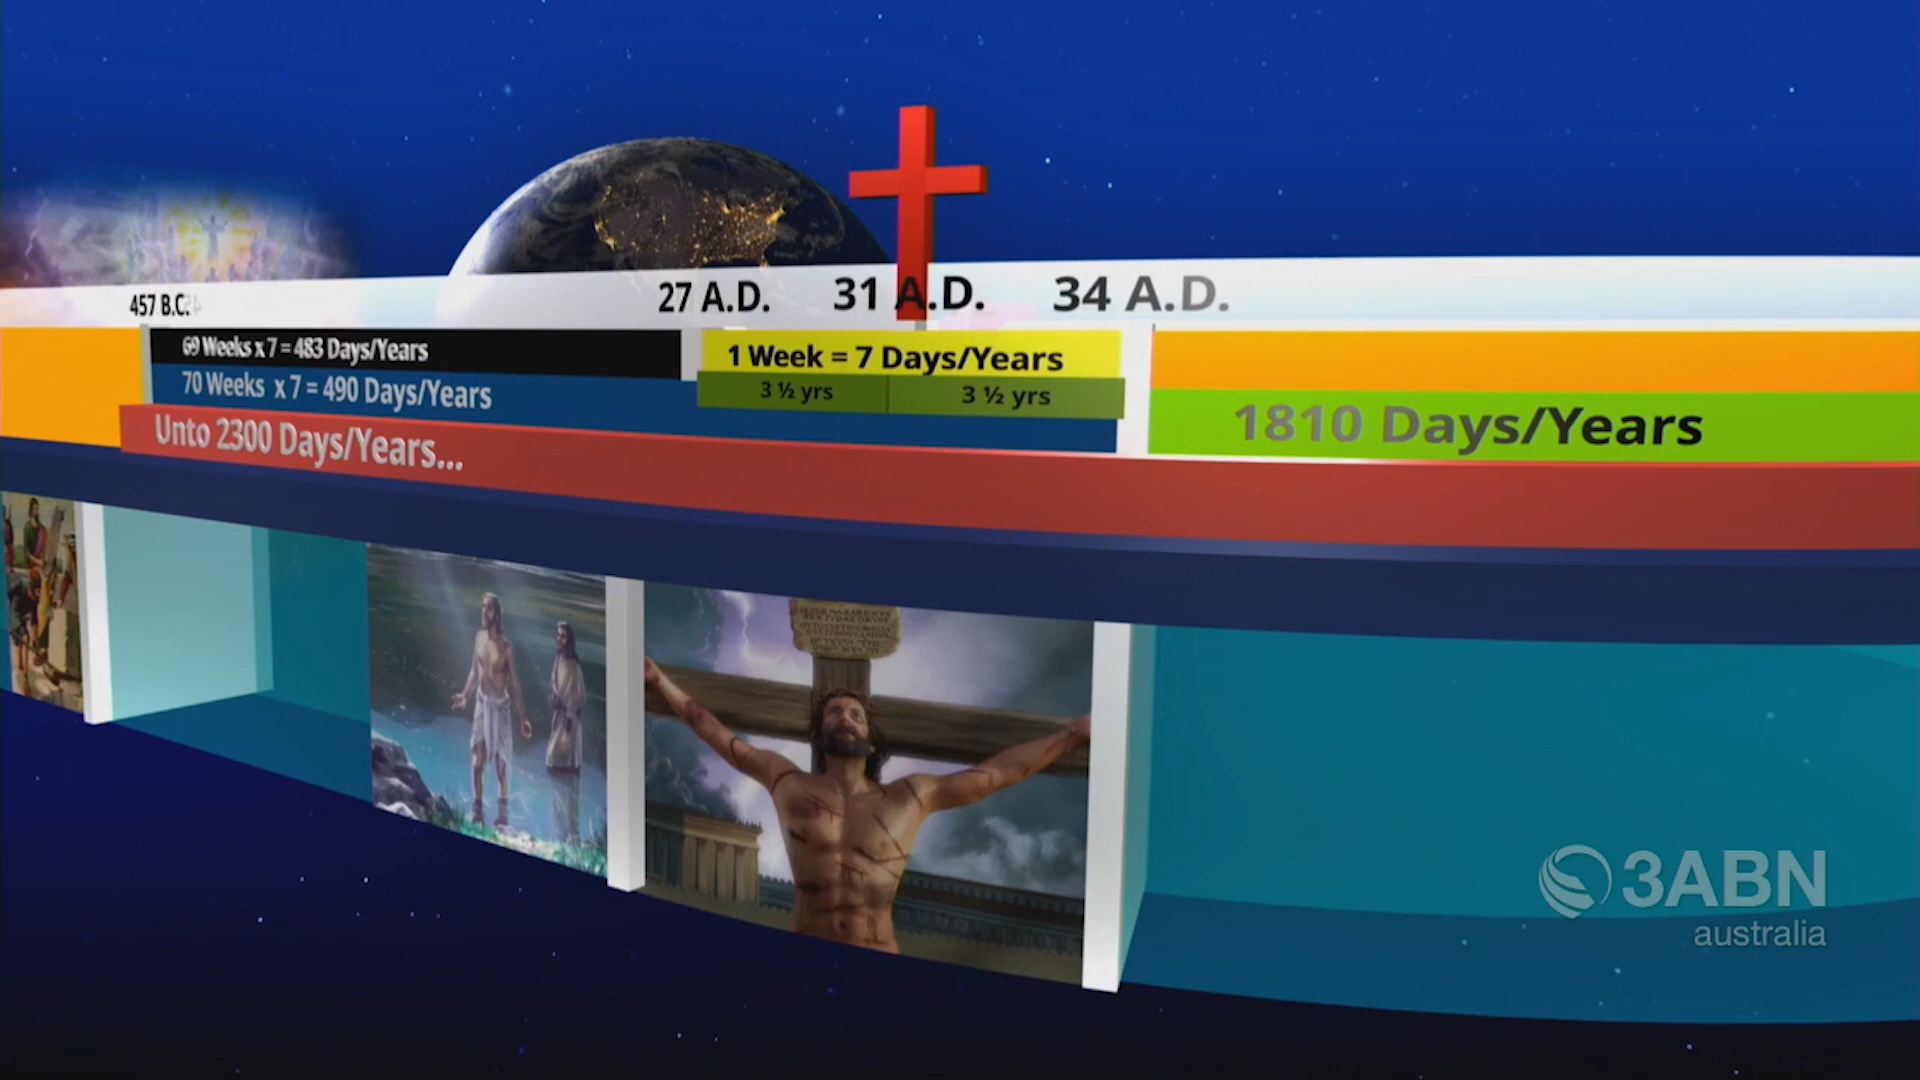 457 B.C.
27 A.D.
31 A.D.
34 A.D.
69 Weeks x 7 = 483 Days/Years
1 Week = 7 Days/Years
70 Weeks x 7 = 490 Days/Years
3 ½ yrs
3 ½ yrs
Unto 2300 Days/Years...
1810 Days/Years
3ABN
australia